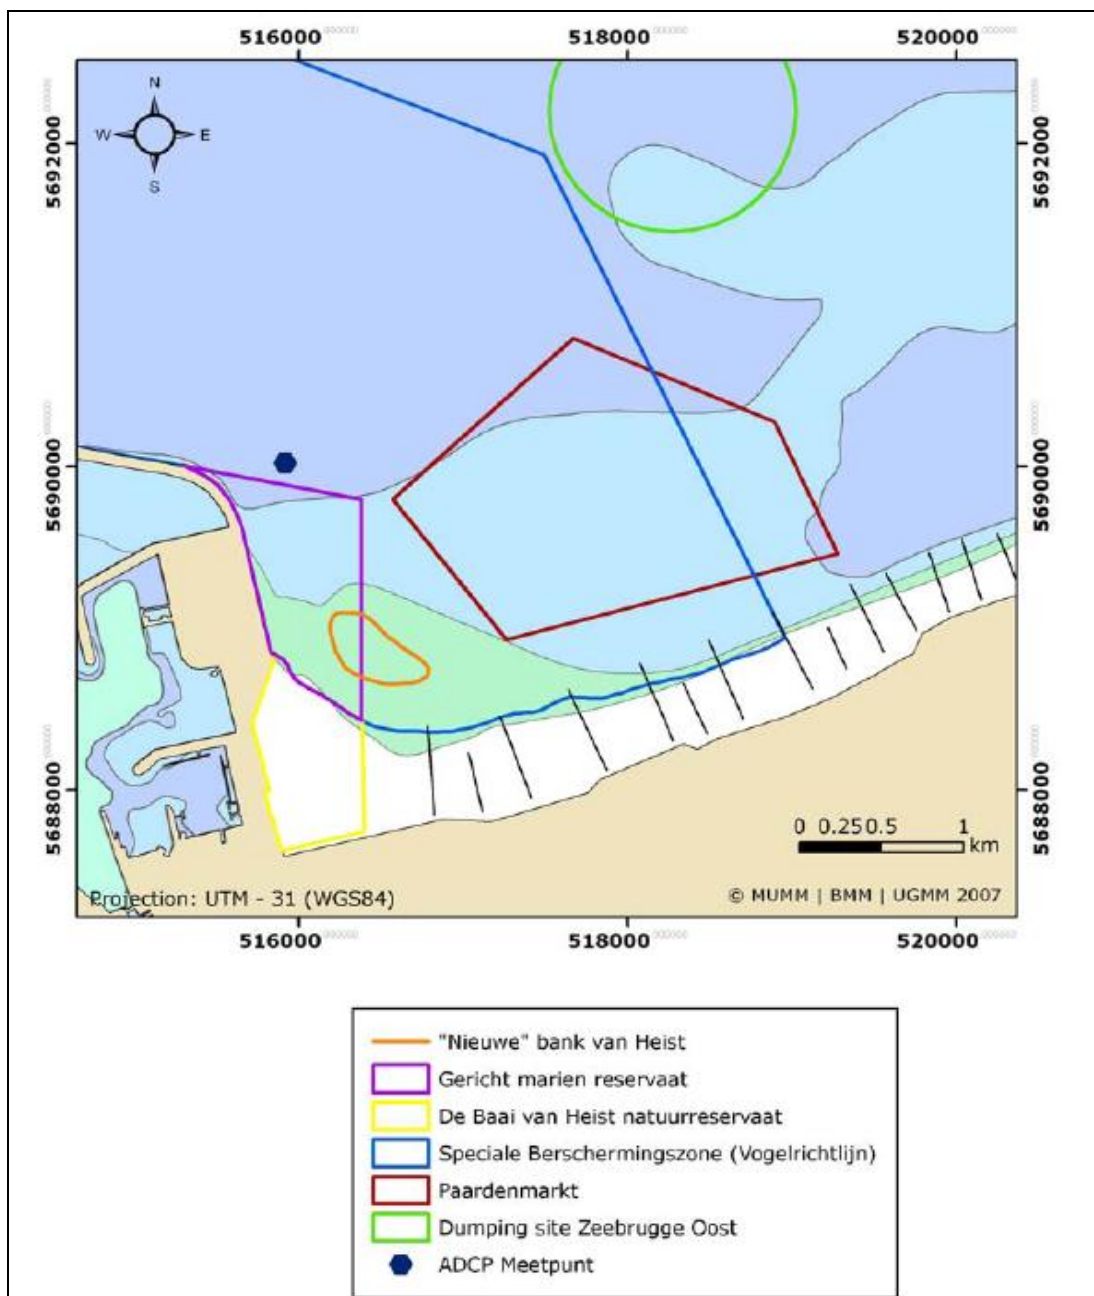 516000 518000 520000
N
W E
S
5692000 5692000
5690000 5690000
5688000 5688000
0 0.25 0.5 1
km
Projection: UTM - 31 (WGS84)
© MUMM | BMM | UGMM 2007
516000 518000 520000
"Nieuwe" bank van Heist
Gericht marien reservaat
De Baai van Heist natuurreservaat
Speciale Berschermingszone (Vogelrichtlijn)
Paardenmarkt
Dumping site Zeebrugge Oost
ADCP Meetpunt